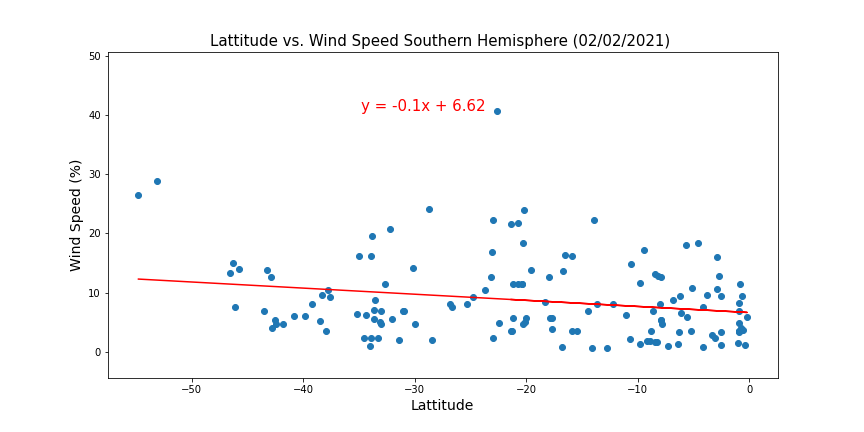 Lattitude vs. Wind Speed Southern Hemisphere (02/02/2021)
50
y = -0.1x + 6.62
40
30
Wind Speed (%)
20
10
0
−50 −40 −30 −20 −10 0
Lattitude